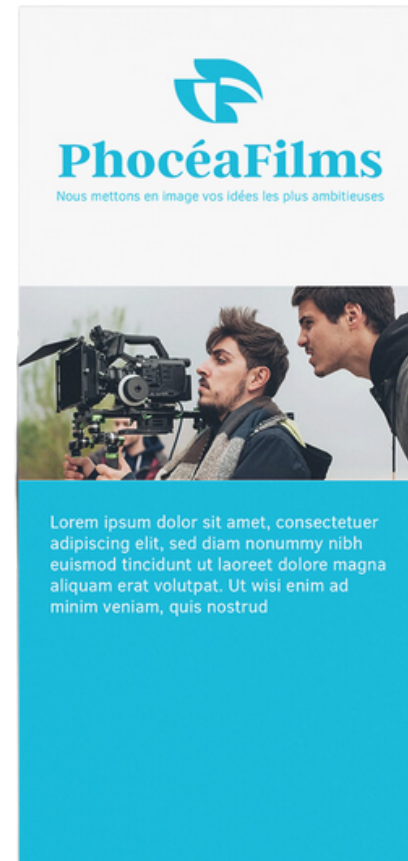 PhocéaFilms
Nous mettons en image vos idées les plus ambitieuses
Lorem ipsum dolor sit amet, consectetuer
adipiscing elit, sed diam nonummy nibh
euismod tincidunt ut laoreet dolore magna
aliquam erat volutpat. Ut wisi enim ad
minim veniam, quis nostrud